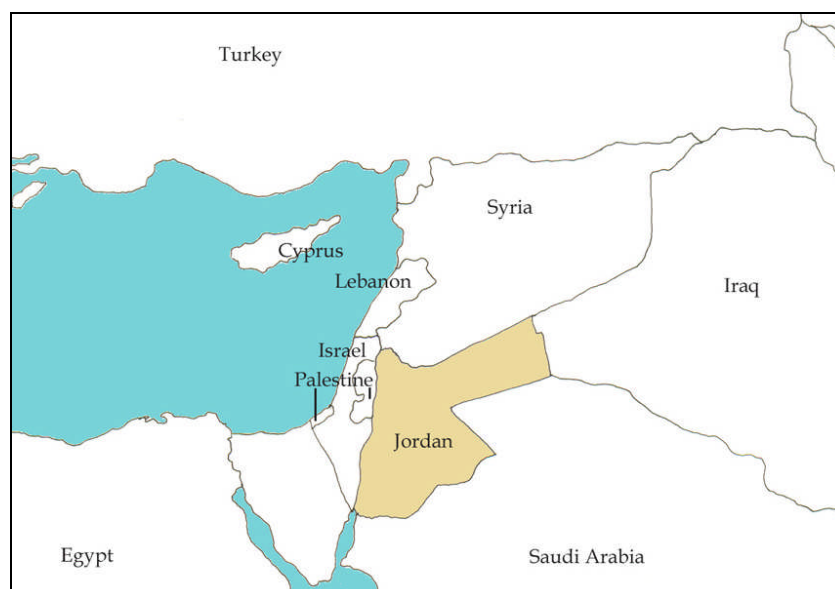 Turkey
Syria
Cyprus
Lebanon
Iraq
Israel
Palestine
Jordan
Egypt
Saudi Arabia